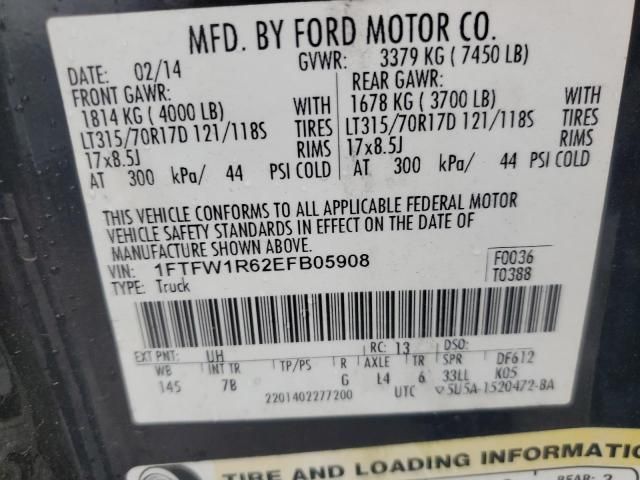 MFD. BY FORD MOTOR CO.
DATE: 02/14 GVWR: 3379 KG ( 7450 LB)
FRONT GAWR: REAR GAWR:
1814 KG ( 4000 LB) WITH 1678 KG ( 3700 LB) WITH
LT315/70R17D 121/118S TIRES LT315/70R17D 121/118S TIRES
17x8.5J RIMS 17x8.5J RIMS
AT 300 kPa/ 44 PSI COLD AT 300 kPa/ 44 PSI COLD
THIS VEHICLE CONFORMS TO ALL APPLICABLE FEDERAL MOTOR
VEHICLE SAFETY STANDARDS IN EFFECT ON THE DATE OF
MANUFACTURE SHOWN ABOVE.
VIN: 1FTFW1R62EFB05908 F0036
TYPE: Truck T0388
EXT PNT: UH RC: 13 DSO:
WB INT TR TP/PS R AXLE TR SPR DF612
145 7B G L4 6 33LL K05
2201402277200 UTC 5U5A-1520472-BA
TIRE AND LOADING INFORMATIO
REAR: 3